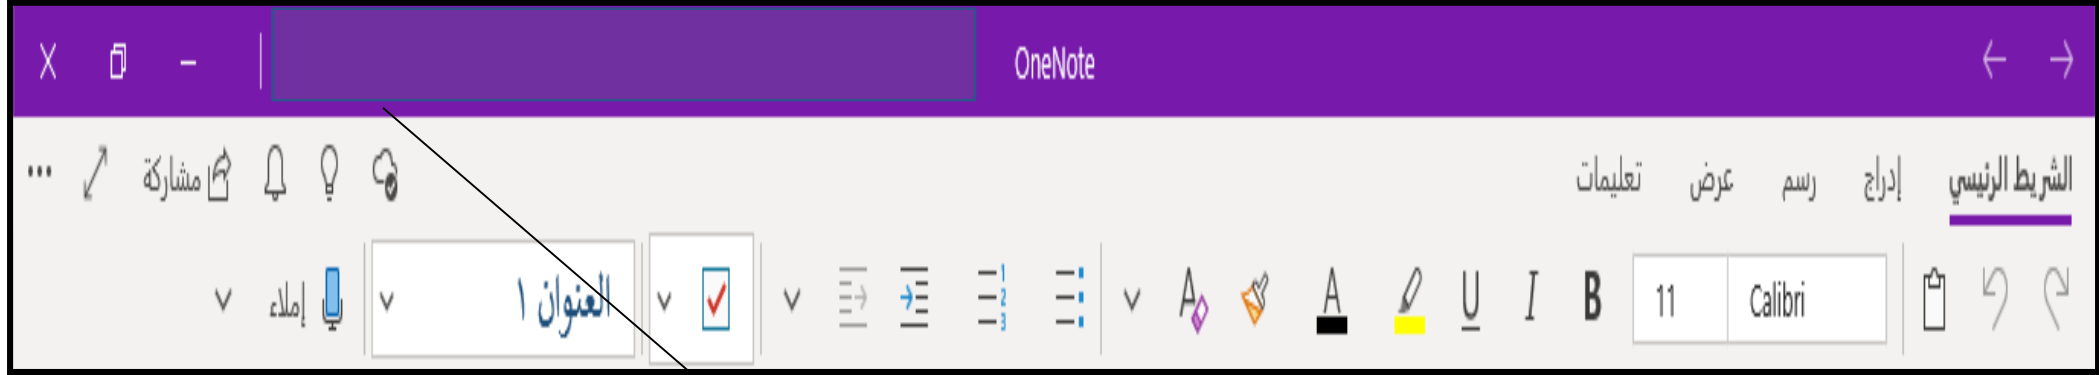 OneNote
الشريط الرئيسي إدراج رسم عرض تعليمات مشاركة
Calibri 11 B I U A A العنوان ١ إملاء